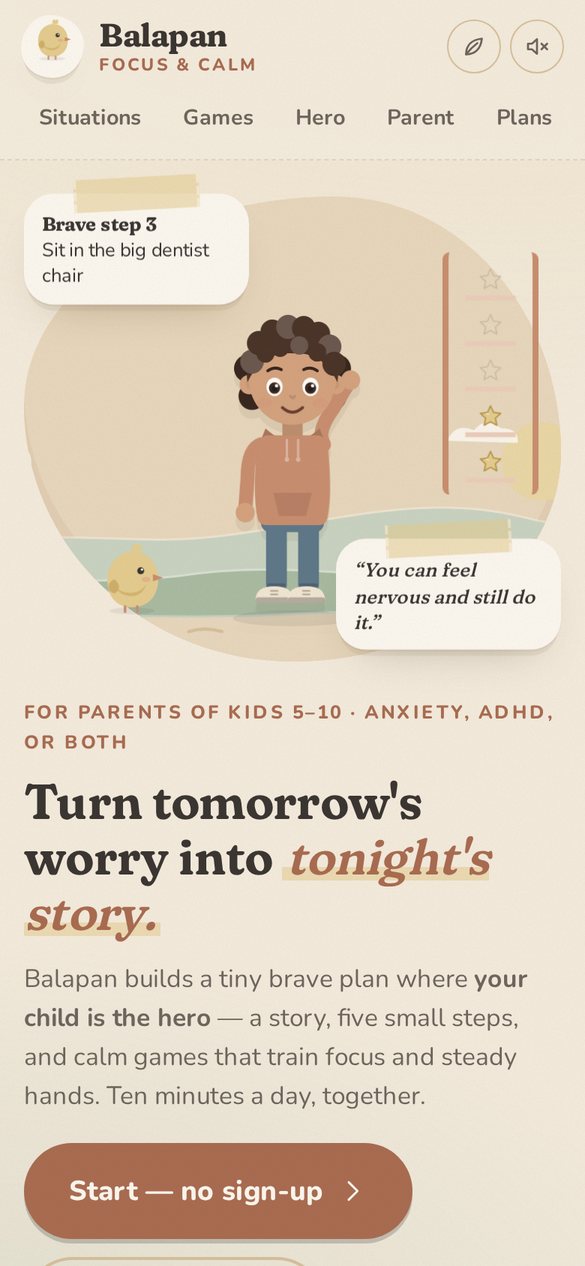 Balapan
FOCUS & CALM
Situations Games Hero Parent Plans
Brave step 3
Sit in the big dentist
chair
“You can feel
nervous and still do
it.”
FOR PARENTS OF KIDS 5–10 · ANXIETY, ADHD,
OR BOTH
Turn tomorrow's
worry into tonight's
story.
Balapan builds a tiny brave plan where your
child is the hero — a story, five small steps,
and calm games that train focus and steady
hands. Ten minutes a day, together.
Start — no sign-up